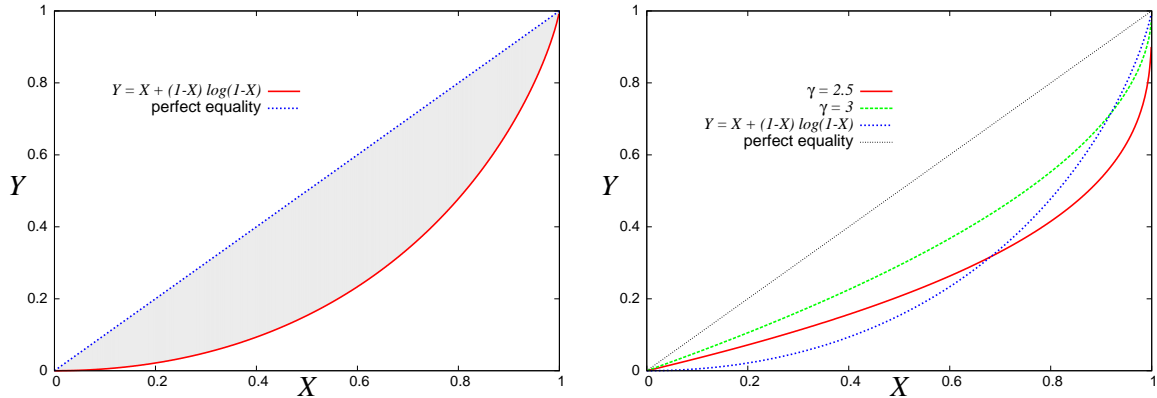 1
0.8
0.6
0.4
0.2
0
Y
Y = X + (1-X) log(1-X)
perfect equality
0 0.2 0.4 0.6 0.8 1
X
1
0.8
0.6
0.4
0.2
0
Y
γ = 2.5
γ = 3
Y = X + (1-X) log(1-X)
perfect equality
0 0.2 0.4 0.6 0.8 1
X